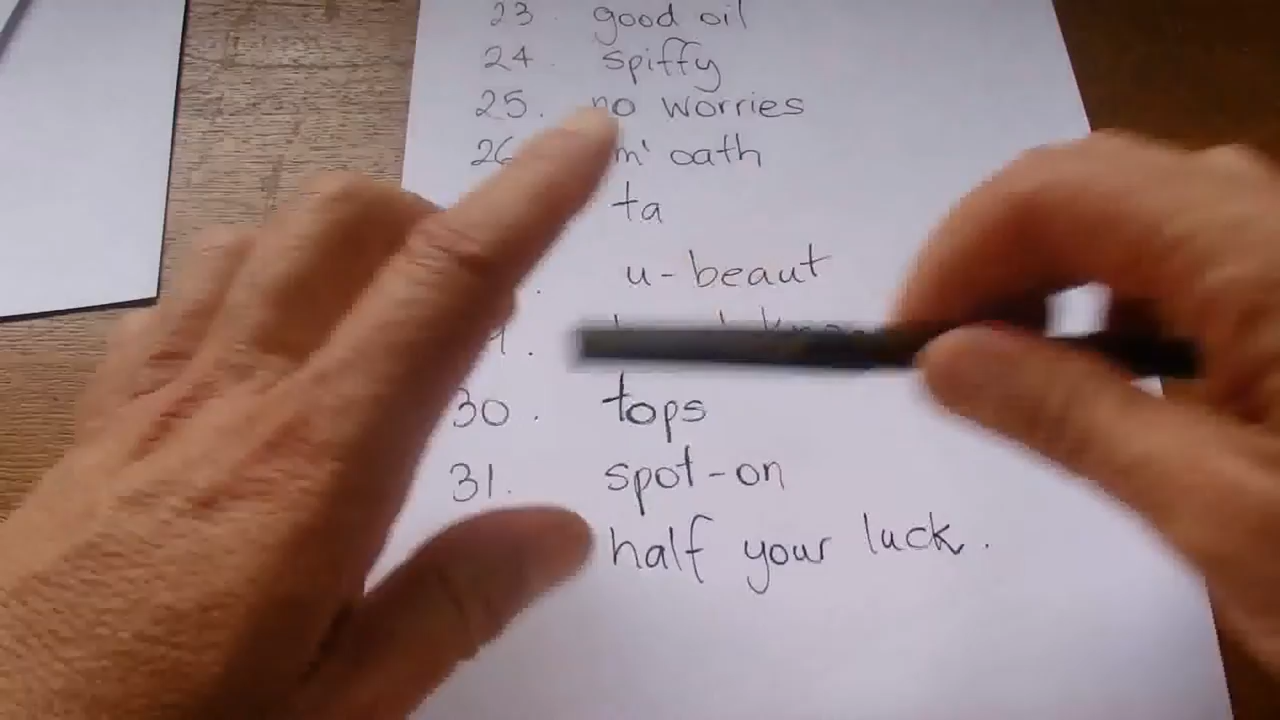 23. good oil
24. spiffy
25. no worries
26 m' oath
ta
. u-beaut
30. tops
31. spot-on
half your luck.